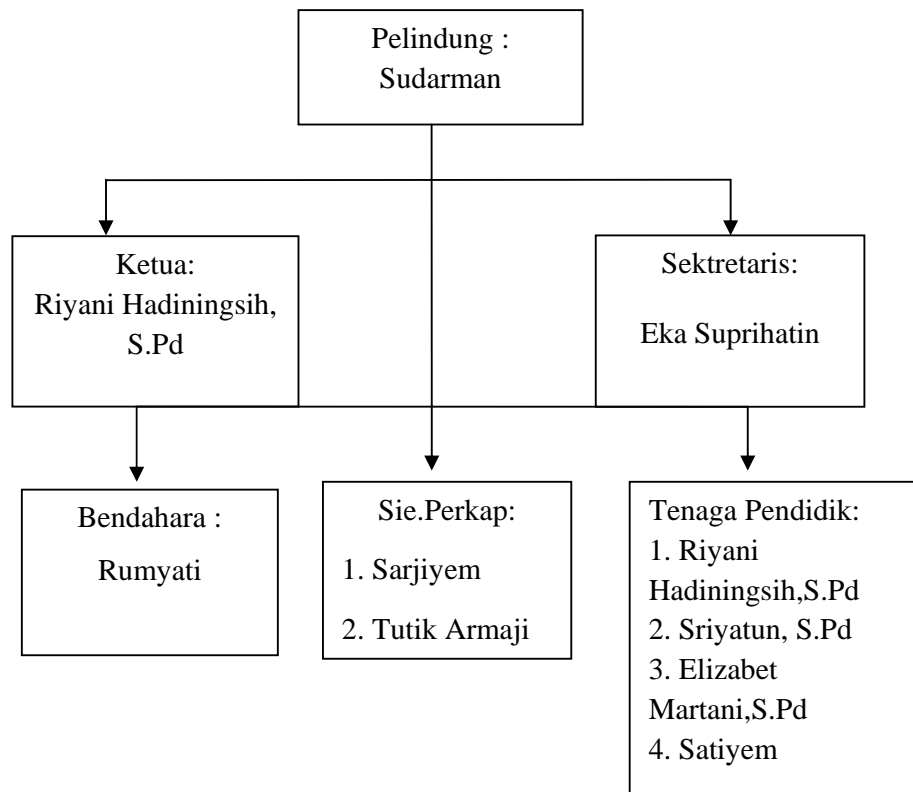 Pelindung :
Sudarman
Ketua:
Riyani Hadiningsih,
S.Pd
Sektretaris:
Eka Suprihatin
Bendahara :
Rumyati
Sie.Perkap:
1. Sarjiyem
2. Tutik Armaji
Tenaga Pendidik:
1. Riyani
Hadiningsih,S.Pd
2. Sriyatun, S.Pd
3. Elizabet
Martani,S.Pd
4. Satiyem